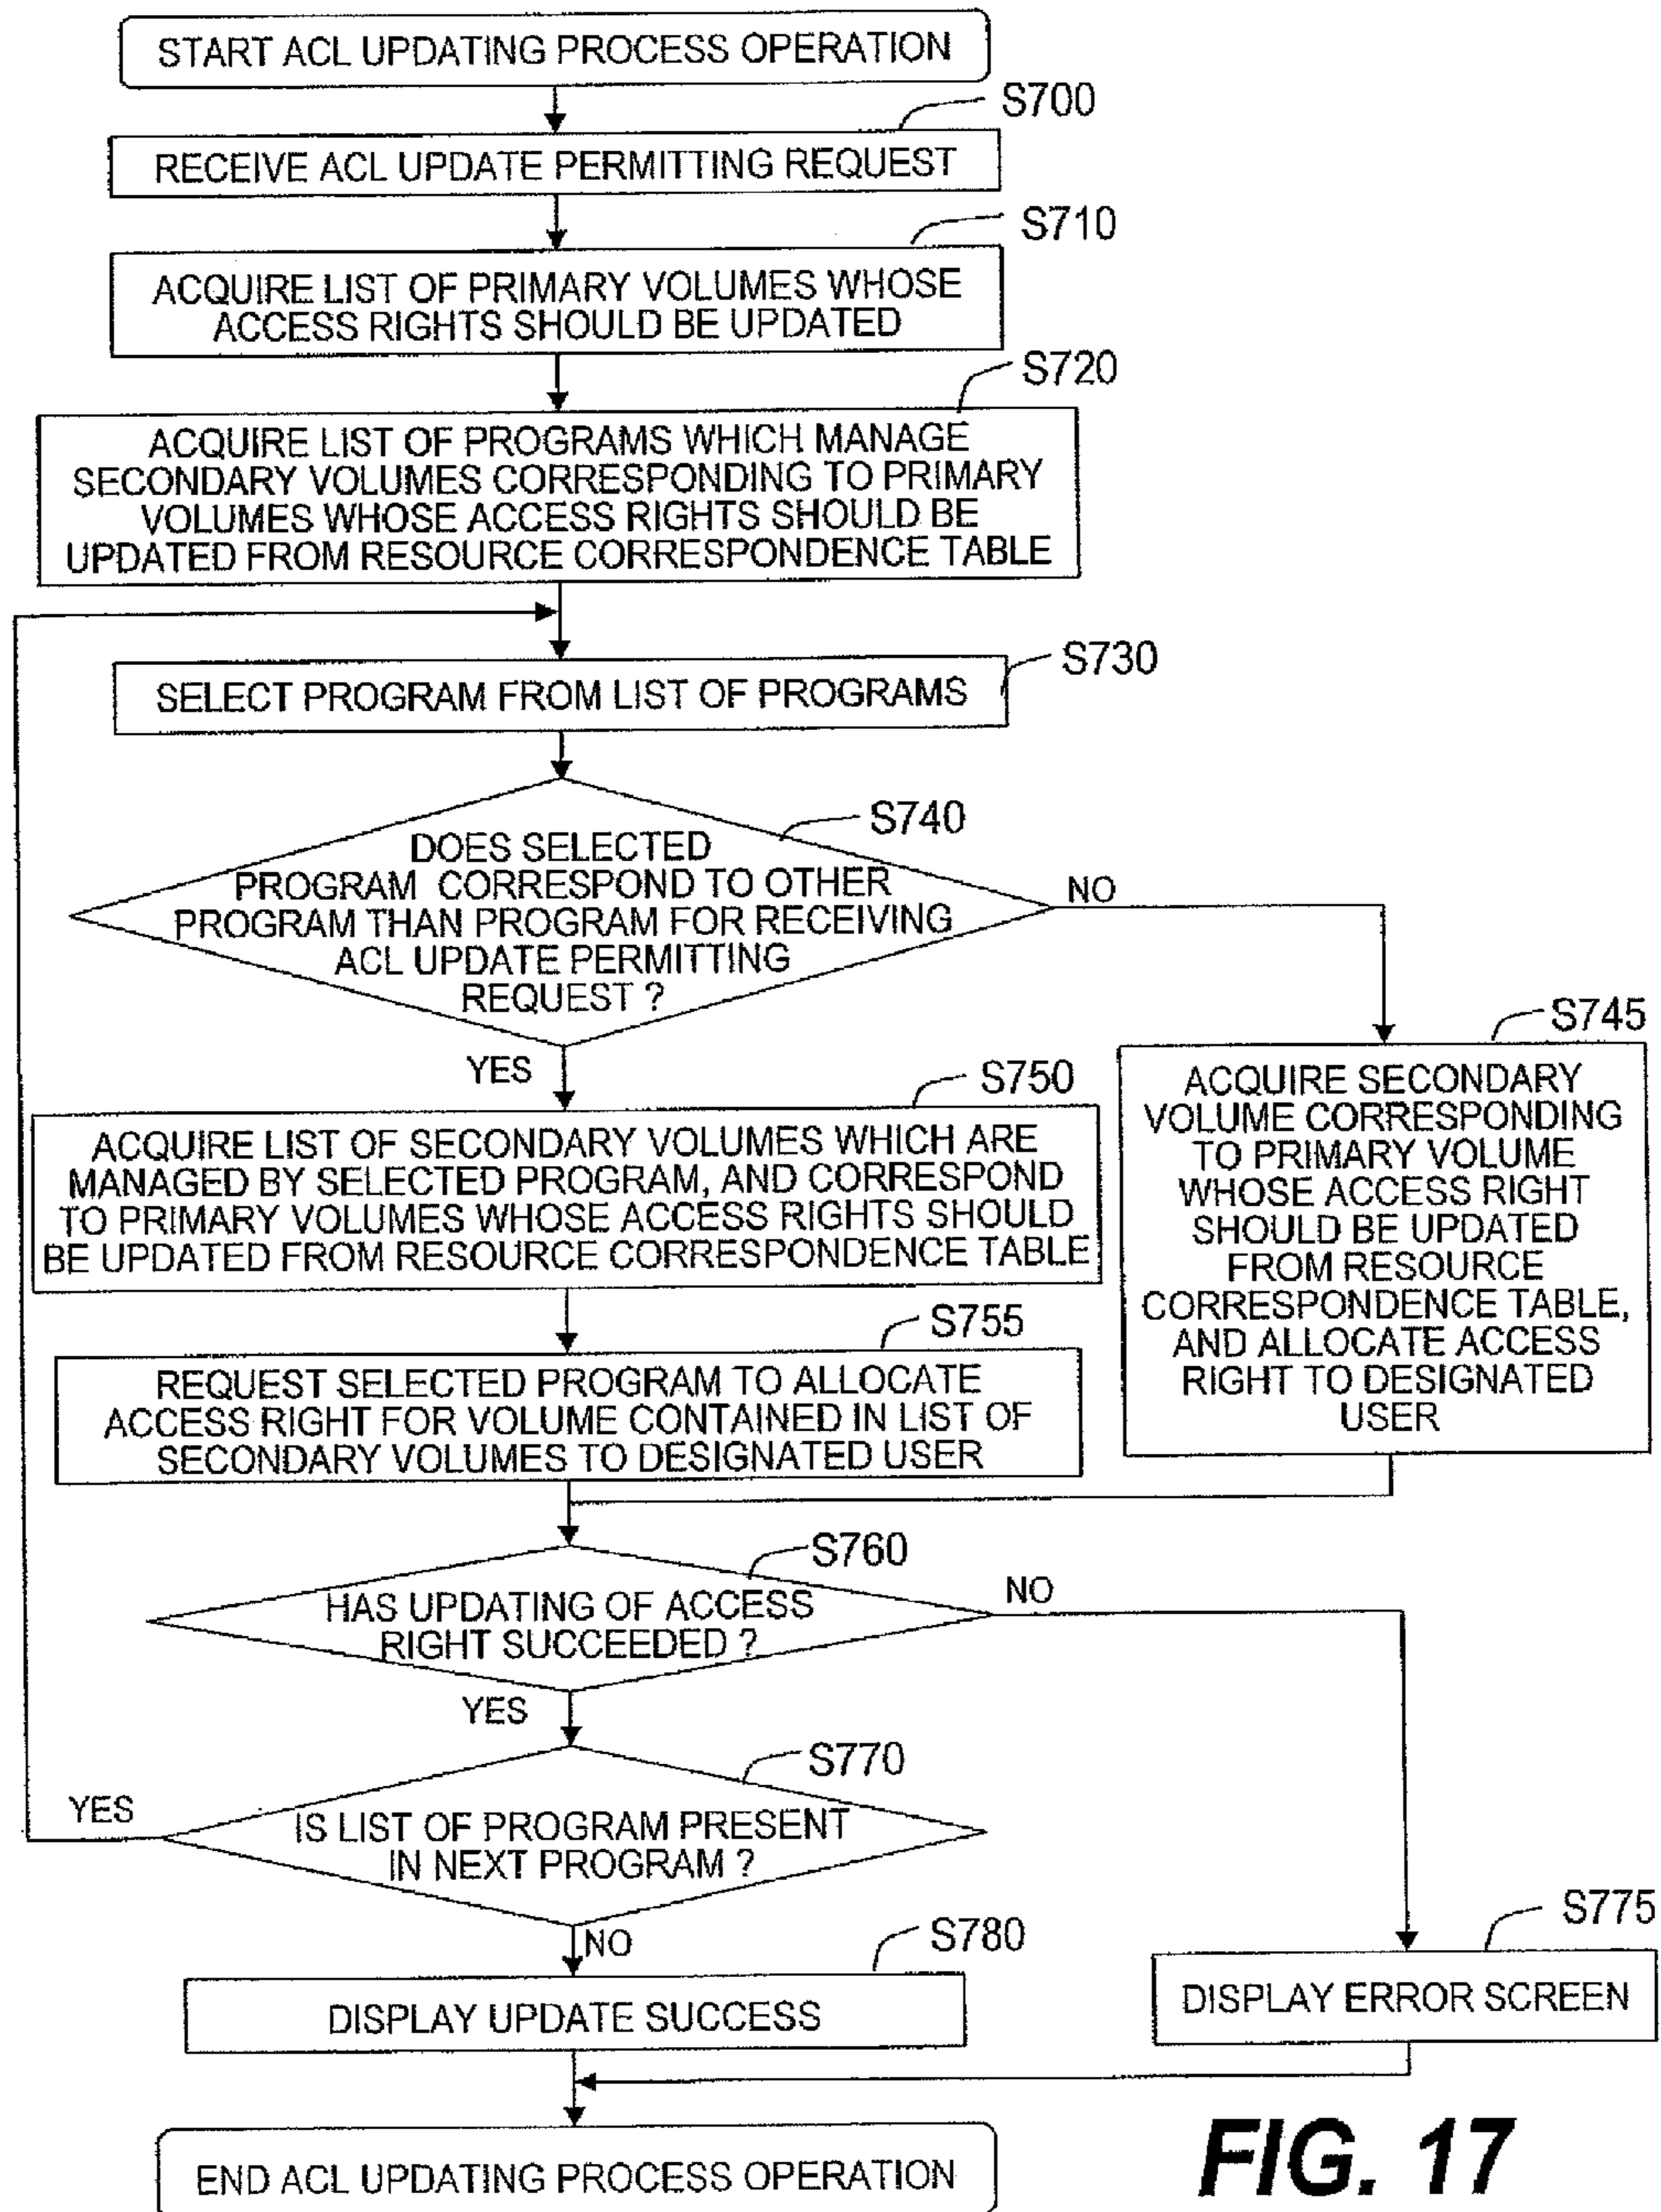 START ACL UPDATING PROCESS OPERATION
S700
RECEIVE ACL UPDATE PERMITTING REQUEST
S710
ACQUIRE LIST OF PRIMARY VOLUMES WHOSE
ACCESS RIGHTS SHOULD BE UPDATED
S720
ACQUIRE LIST OF PROGRAMS WHICH MANAGE
SECONDARY VOLUMES CORRESPONDING TO PRIMARY
VOLUMES WHOSE ACCESS RIGHTS SHOULD BE
UPDATED FROM RESOURCE CORRESPONDENCE TABLE
S730
SELECT PROGRAM FROM LIST OF PROGRAMS
S740
DOES SELECTED
PROGRAM CORRESPOND TO OTHER
PROGRAM THAN PROGRAM FOR RECEIVING
ACL UPDATE PERMITTING
REQUEST ?
NO
YES
S745
ACQUIRE SECONDARY
VOLUME CORRESPONDING
TO PRIMARY VOLUME
WHOSE ACCESS RIGHT
SHOULD BE UPDATED
FROM RESOURCE
CORRESPONDENCE TABLE,
AND ALLOCATE ACCESS
RIGHT TO DESIGNATED
USER
S750
ACQUIRE LIST OF SECONDARY VOLUMES WHICH ARE
MANAGED BY SELECTED PROGRAM, AND CORRESPOND
TO PRIMARY VOLUMES WHOSE ACCESS RIGHTS SHOULD
BE UPDATED FROM RESOURCE CORRESPONDENCE TABLE
S755
REQUEST SELECTED PROGRAM TO ALLOCATE
ACCESS RIGHT FOR VOLUME CONTAINED IN LIST OF
SECONDARY VOLUMES TO DESIGNATED USER
S760
HAS UPDATING OF ACCESS
RIGHT SUCCEEDED ?
NO
YES
S770
IS LIST OF PROGRAM PRESENT
IN NEXT PROGRAM ?
YES
NO
S780
DISPLAY UPDATE SUCCESS
S775
DISPLAY ERROR SCREEN
END ACL UPDATING PROCESS OPERATION
FIG. 17